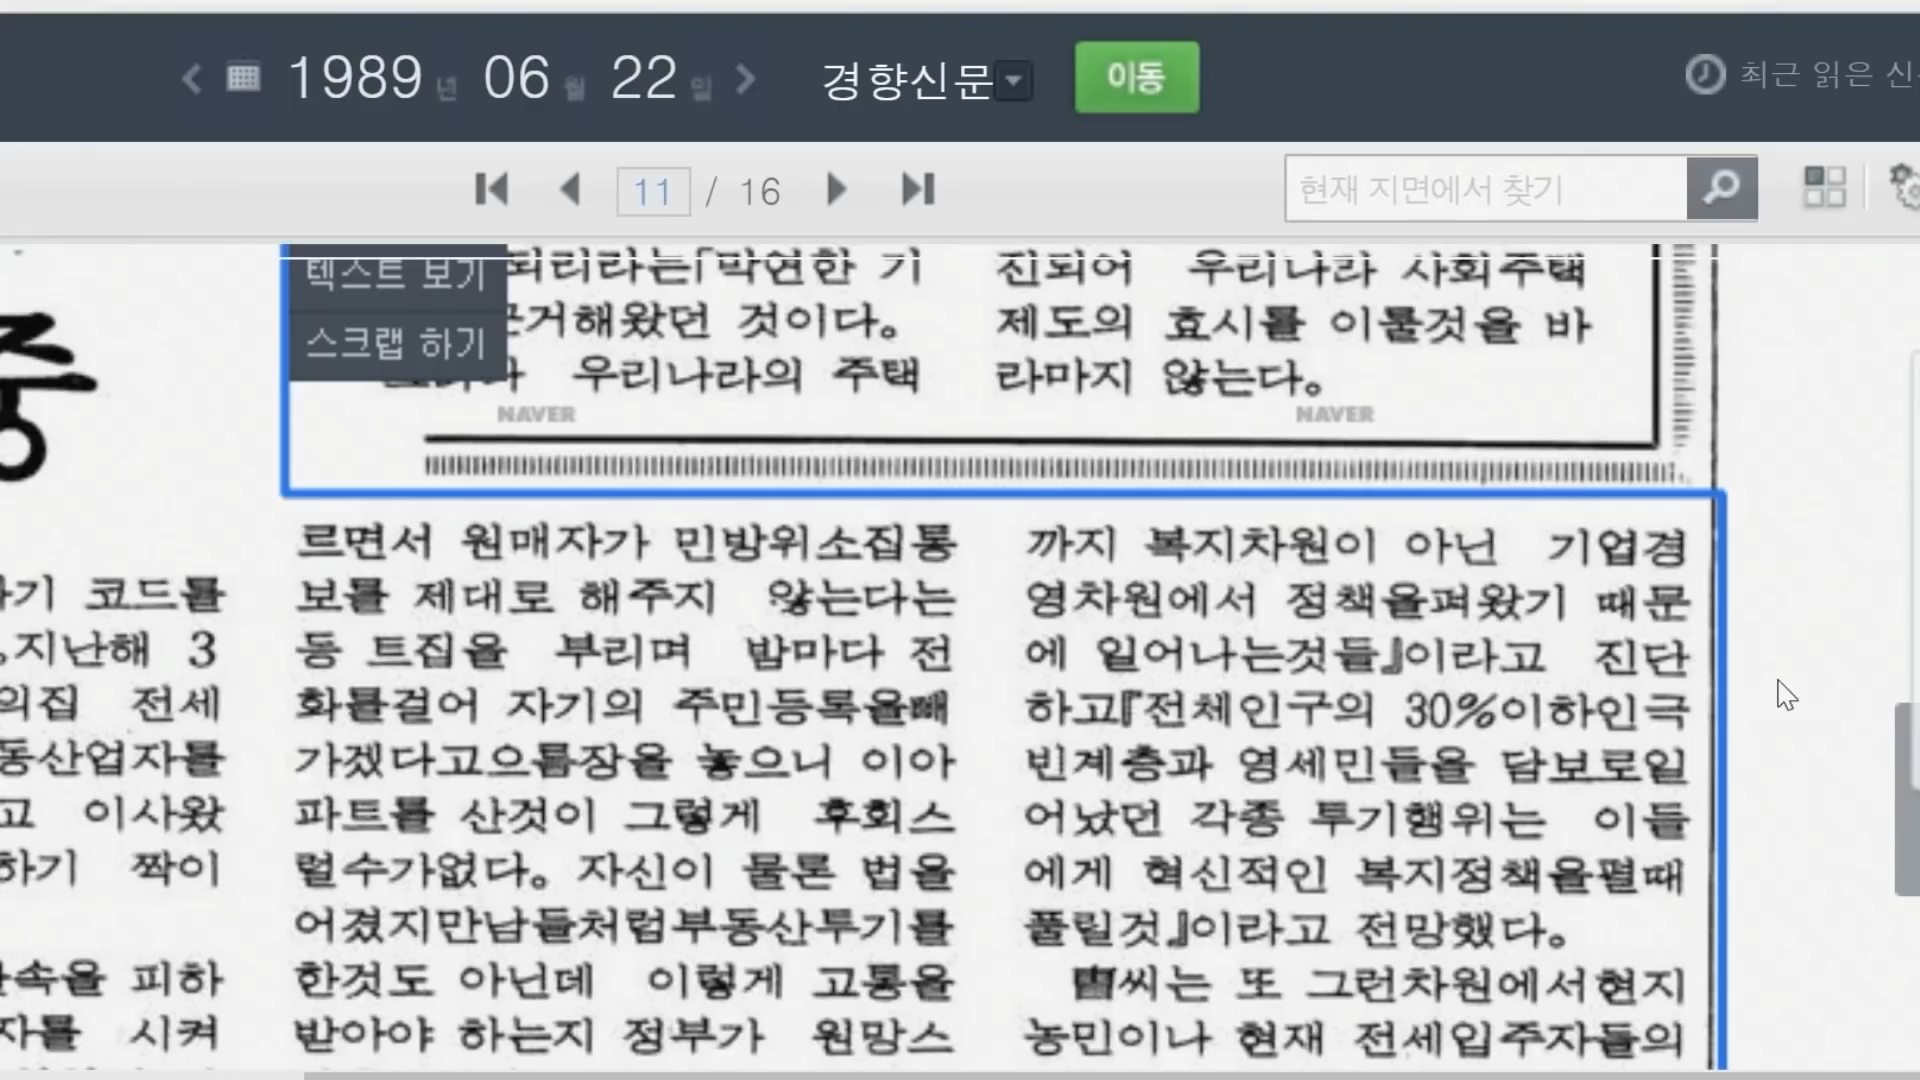 1989년 06월 22일 경향신문 이동
최근 읽은 신
11 / 16
현재 지면에서 찾기
텍스트 보기
스크랩 하기
되리라는「막연한 기
거해왔던 것이다。
우리나라의 주택
진되어 우리나라 사회주택
제도의 효시를 이룰것을 바
라마지 않는다。
NAVER
NAVER
중
기 코드를
。지난해 3
의집 전세
동산업자를
고 이사왔
하기 짝이
속을 피하
자를 시켜
르면서 원매자가 민방위소집통
보를 제대로 해주지 않는다는
등 트집을 부리며 밤마다 전
화를걸어 자기의 주민등록을빼
가겠다고으름장을 놓으니 이아
파트를 산것이 그렇게 후회스
럴수가없다。자신이 물론 법을
어겼지만남들처럼부동산투기를
한것도 아닌데 이렇게 고통을
받아야 하는지 정부가 원망스
까지 복지차원이 아닌 기업경
영차원에서 정책을펴왔기 때문
에 일어나는것들』이라고 진단
하고『전체인구의 30%이하인극
빈계층과 영세민들을 담보로일
어났던 각종 투기행위는 이들
에게 혁신적인 복지정책을펼때
풀릴것』이라고 전망했다。
曺씨는 또 그런차원에서현지
농민이나 현재 전세입주자들의